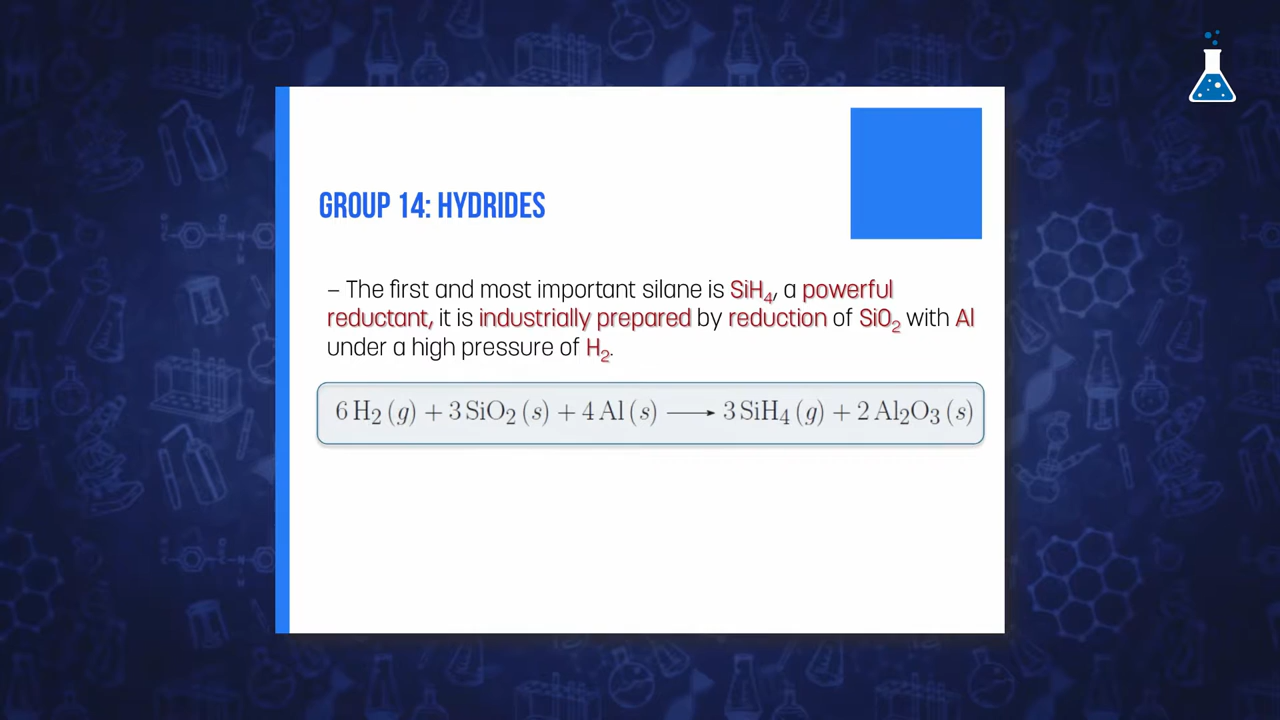 GROUP 14: HYDRIDES
– The first and most important silane is SiH₄, a powerful
reductant, it is industrially prepared by reduction of SiO₂ with Al
under a high pressure of H₂.
6 H₂ (g) + 3 SiO₂ (s) + 4 Al (s) ⟶ 3 SiH₄ (g) + 2 Al₂O₃ (s)